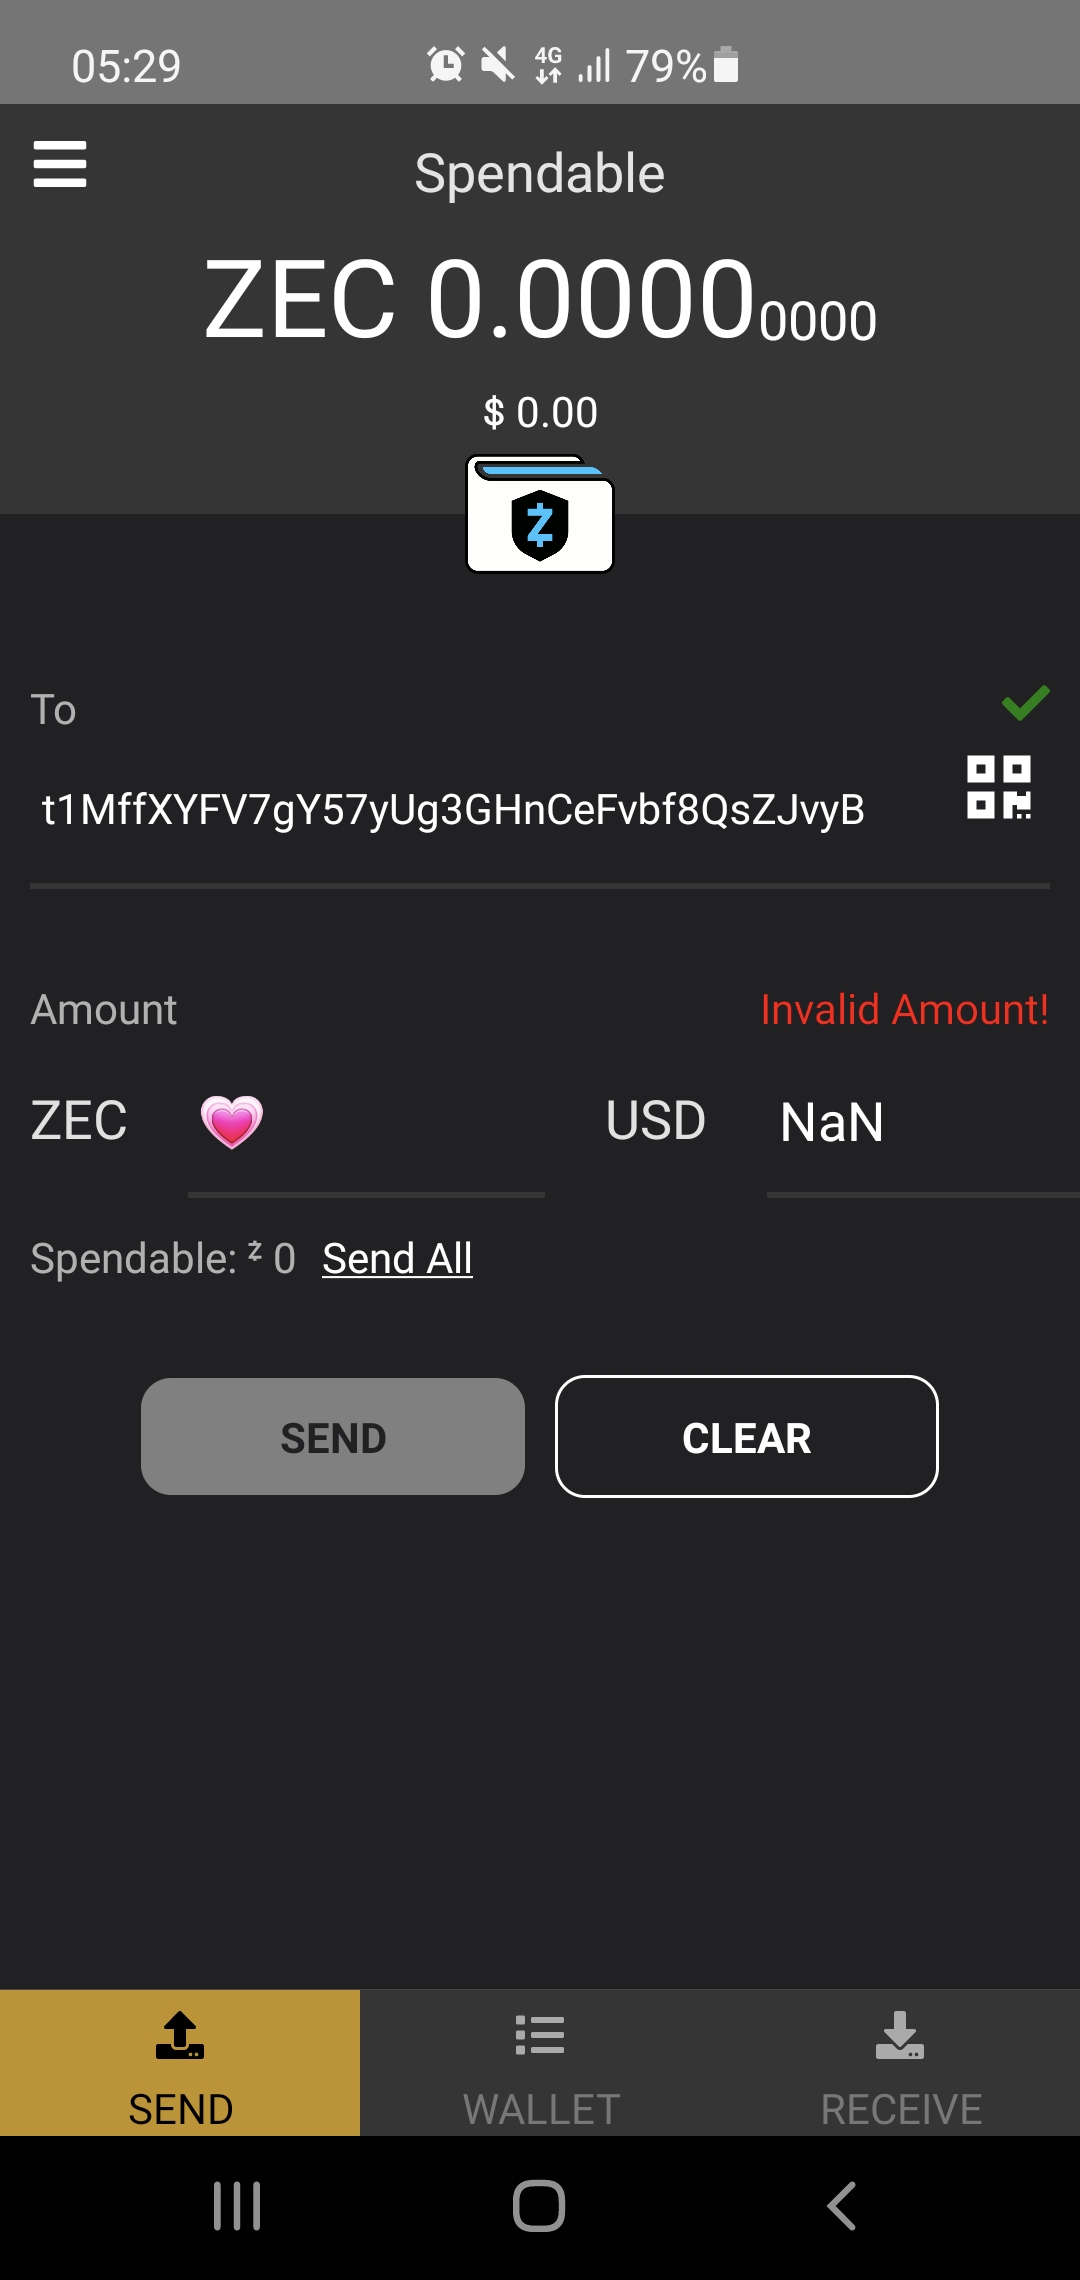 05:29 4G 79%
Spendable
ZEC 0.00000000
$ 0.00
To
t1MffXYFV7gY57yUg3GHnCeFvbf8QsZJvyB
Amount Invalid Amount!
ZEC 💗 USD NaN
Spendable: ᙇ 0 Send All
SEND CLEAR
SEND WALLET RECEIVE